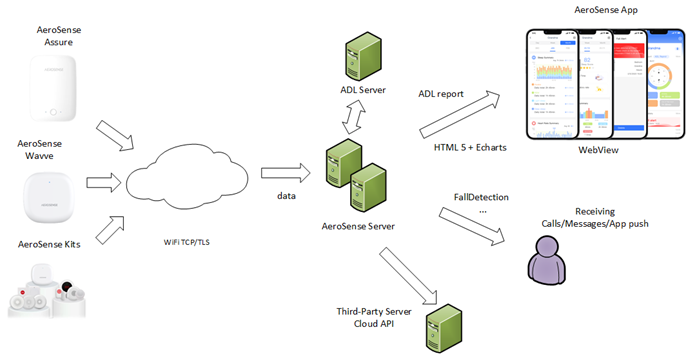 AeroSense
Assure
AeroSense
Wavve
AeroSense Kits
WiFi TCP/TLS
data
ADL Server
AeroSense Server
ADL report
HTML 5 + Echarts
AeroSense App
WebView
FallDetection
...
Receiving
Calls/Messages/App push
Third-Party Server
Cloud API